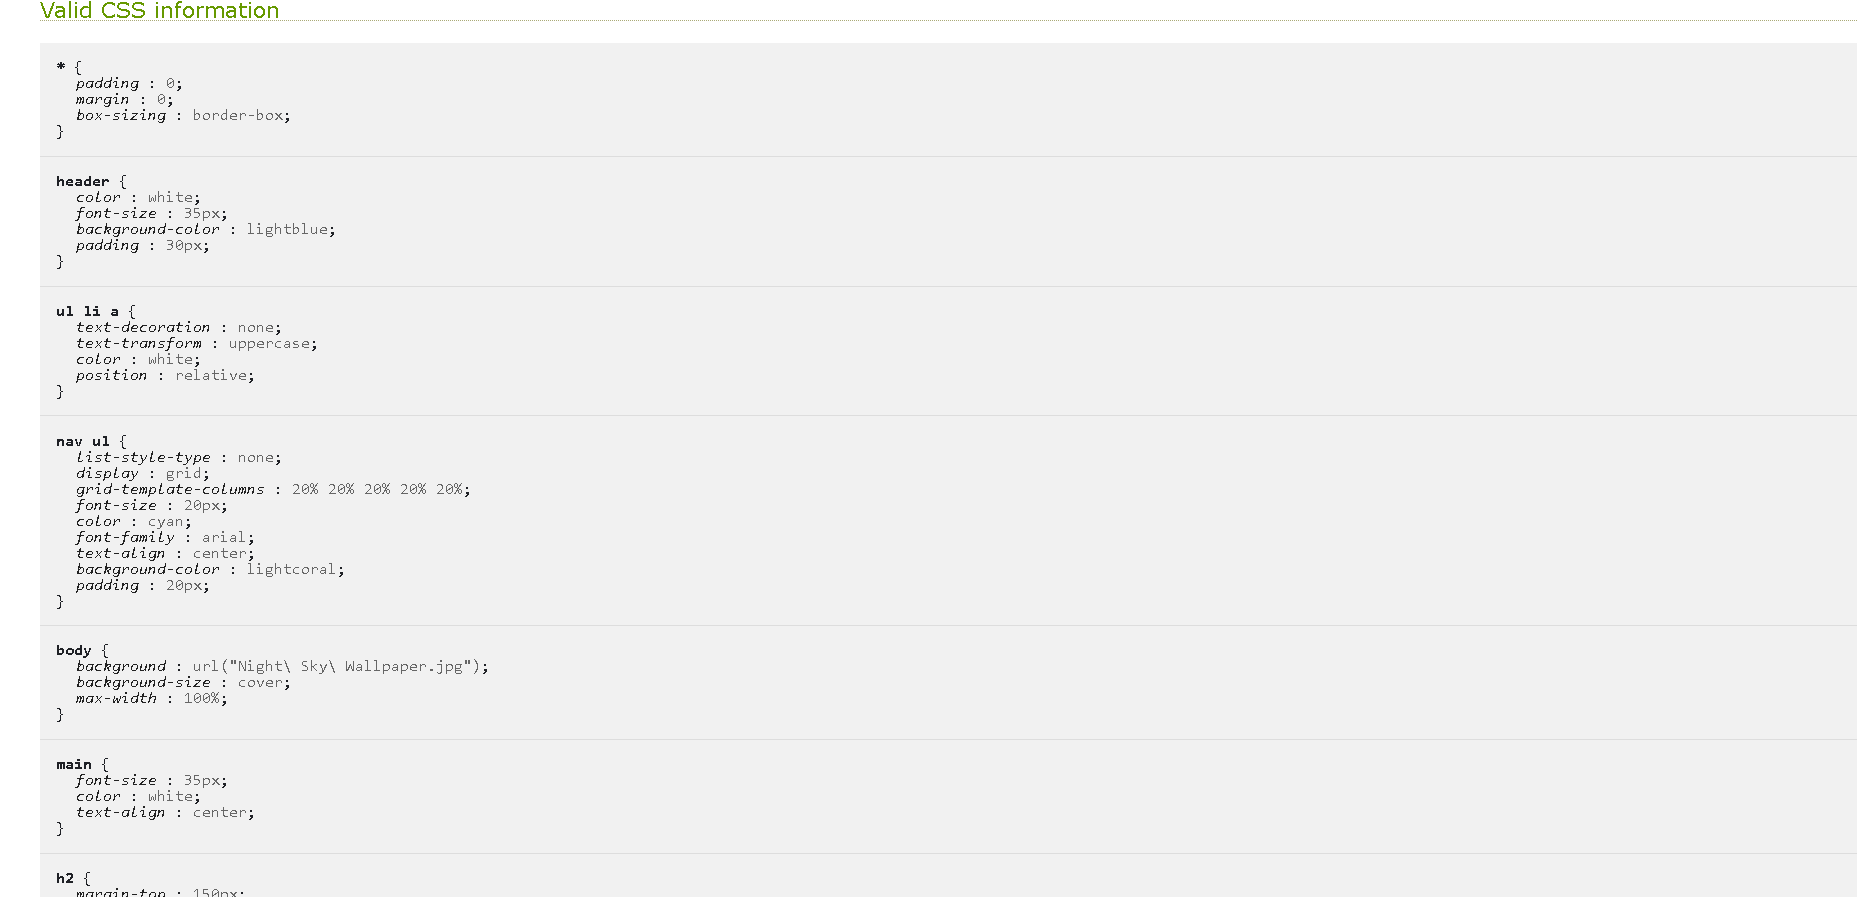 Valid CSS information
* {
padding : 0;
margin : 0;
box-sizing : border-box;
}
header {
color : white;
font-size : 35px;
background-color : lightblue;
padding : 30px;
}
ul li a {
text-decoration : none;
text-transform : uppercase;
color : white;
position : relative;
}
nav ul {
list-style-type : none;
display : grid;
grid-template-columns : 20% 20% 20% 20% 20%;
font-size : 20px;
color : cyan;
font-family : arial;
text-align : center;
background-color : lightcoral;
padding : 20px;
}
body {
background : url("Night\ Sky\ Wallpaper.jpg");
background-size : cover;
max-width : 100%;
}
main {
font-size : 35px;
color : white;
text-align : center;
}
h2 {
margin-top : 150px;